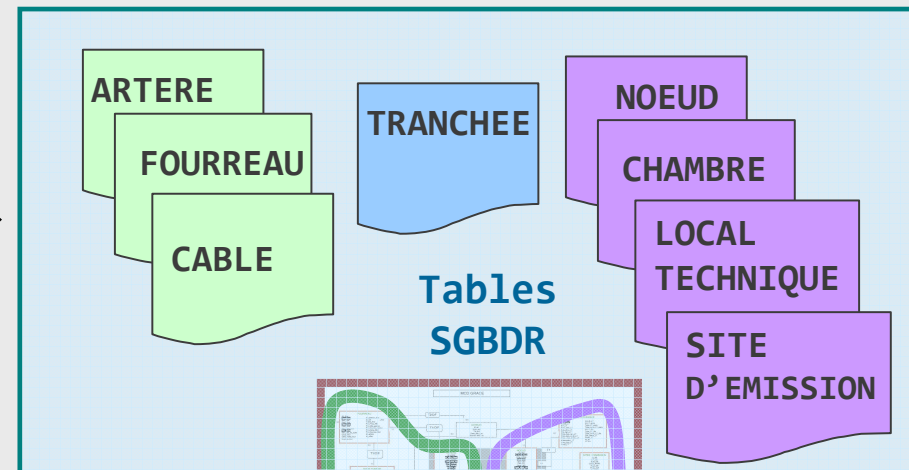 ARTERE
FOURREAU
CABLE
TRANCHEE
NOEUD
CHAMBRE
LOCAL
TECHNIQUE
SITE
D’EMISSION
Tables
SGBDR